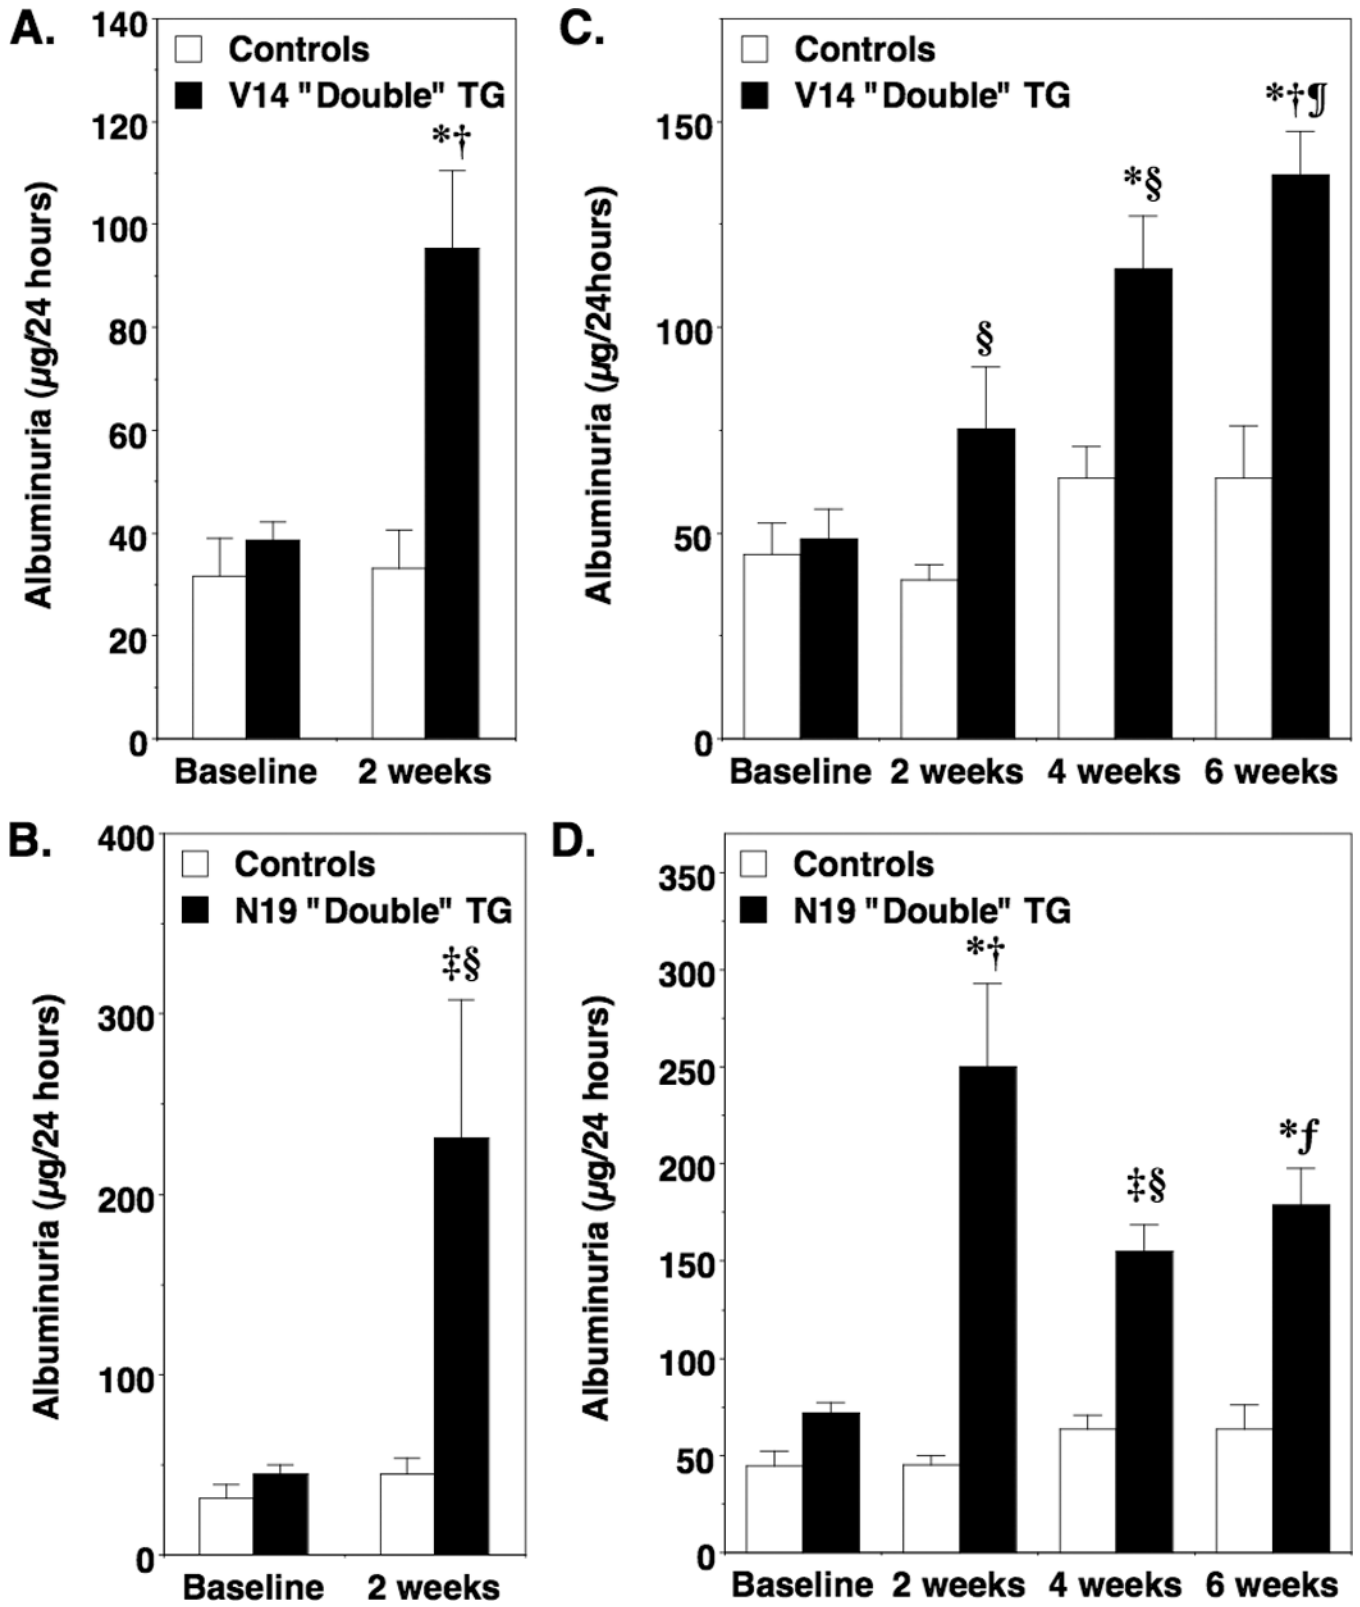 A.
140
120
100
80
60
40
20
0
Albuminuria (µg/24 hours)
Controls
V14 "Double" TG
*†
Baseline 2 weeks
C.
150
100
50
0
Albuminuria (µg/24hours)
Controls
V14 "Double" TG
§
*§
*†¶
Baseline 2 weeks 4 weeks 6 weeks
B.
400
300
200
100
0
Albuminuria (µg/24 hours)
Controls
N19 "Double" TG
‡§
Baseline 2 weeks
D.
350
300
250
200
150
100
50
0
Albuminuria (µg/24 hours)
Controls
N19 "Double" TG
*†
‡§
*ƒ
Baseline 2 weeks 4 weeks 6 weeks